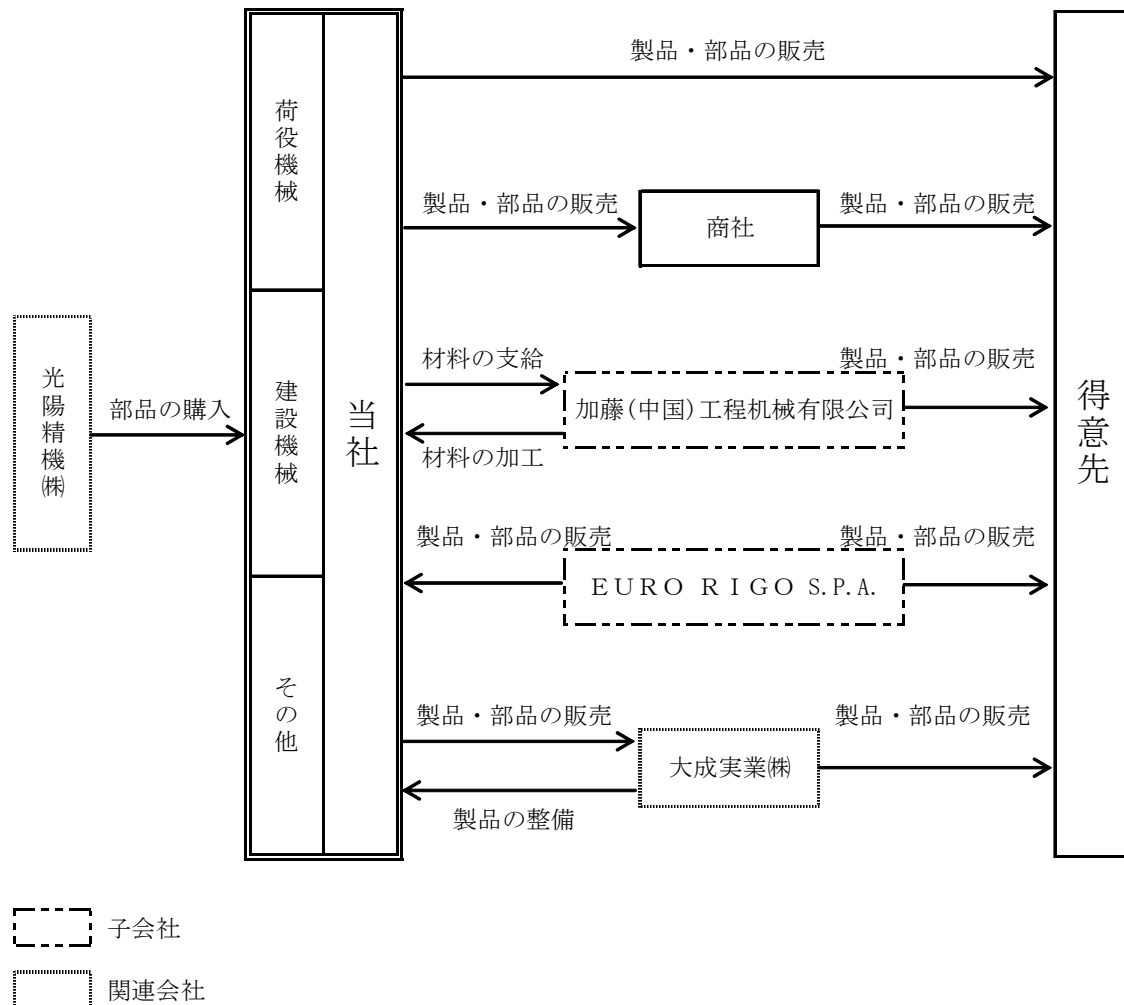 製品・部品の販売
荷役機械
製品・部品の販売
商社
製品・部品の販売
光陽精機㈱
部品の購入
建設機械
当社
材料の支給
加藤(中国)工程机械有限公司
材料の加工
製品・部品の販売
得意先
製品・部品の販売
EURO RIGO S.P.A.
製品・部品の販売
その他
製品・部品の販売
大成実業㈱
製品・部品の販売
製品の整備
子会社
関連会社